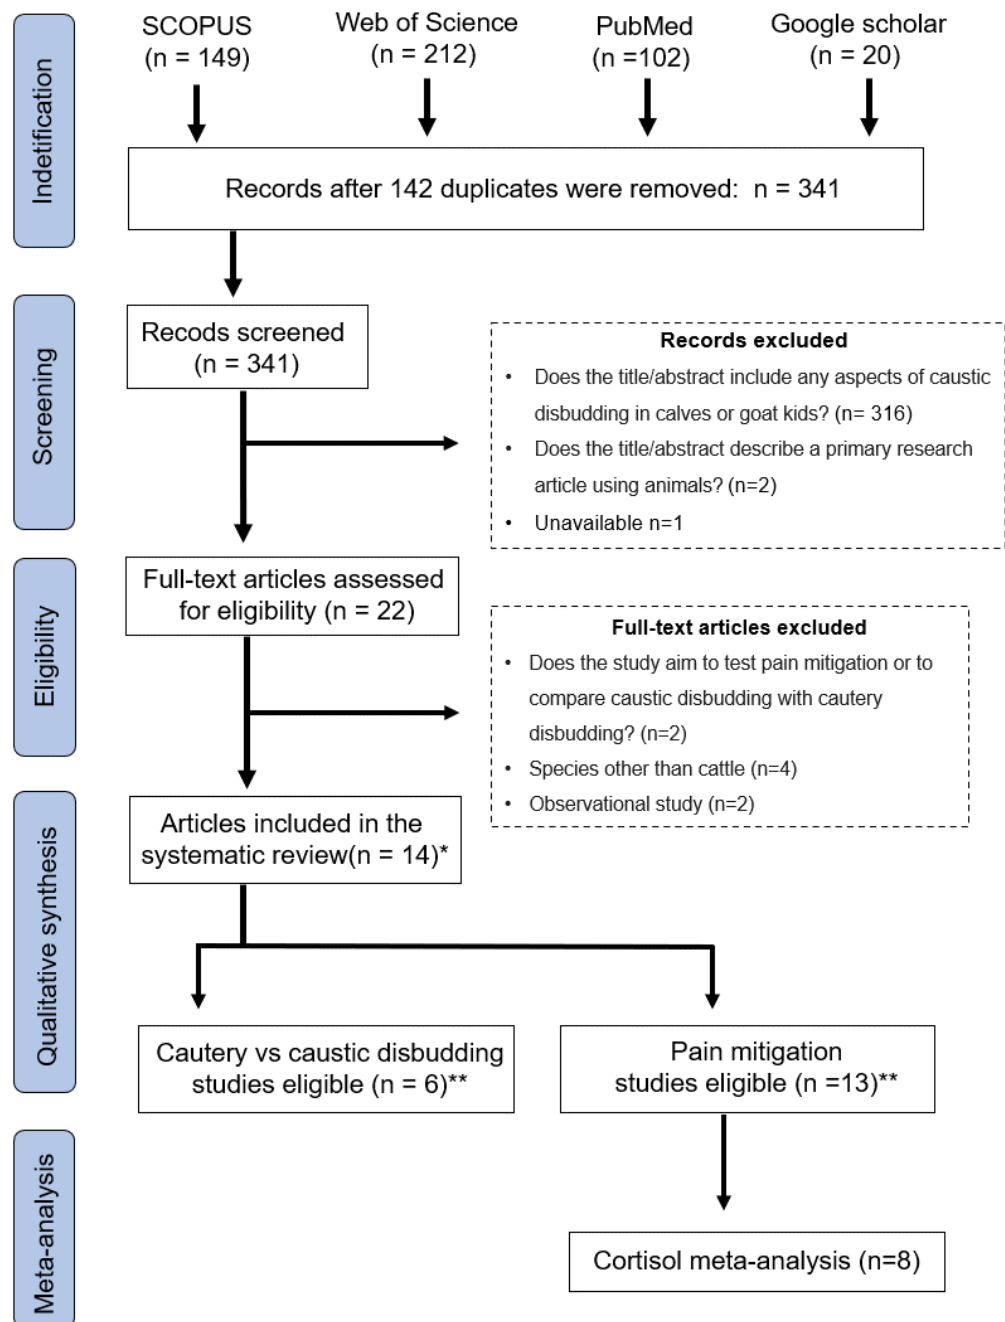 SCOPUS
(n = 149)
Web of Science
(n = 212)
PubMed
(n =102)
Google scholar
(n = 20)
Indetification
Records after 142 duplicates were removed:  n = 341
Screening
Recods screened
(n = 341)
Records excluded
• Does the title/abstract include any aspects of caustic
disbudding in calves or goat kids? (n= 316)
• Does the title/abstract describe a primary research
article using animals? (n=2)
• Unavailable n=1
Eligibility
Full-text articles assessed
for eligibility (n = 22)
Full-text articles excluded
• Does the study aim to test pain mitigation or to
compare caustic disbudding with cautery
disbudding? (n=2)
• Species other than cattle (n=4)
• Observational study (n=2)
Qualitative synthesis
Articles included in the
systematic review(n = 14)*
Cautery vs caustic disbudding
studies eligible (n = 6)**
Pain mitigation
studies eligible (n =13)**
Meta-analysis
Cortisol meta-analysis (n=8)